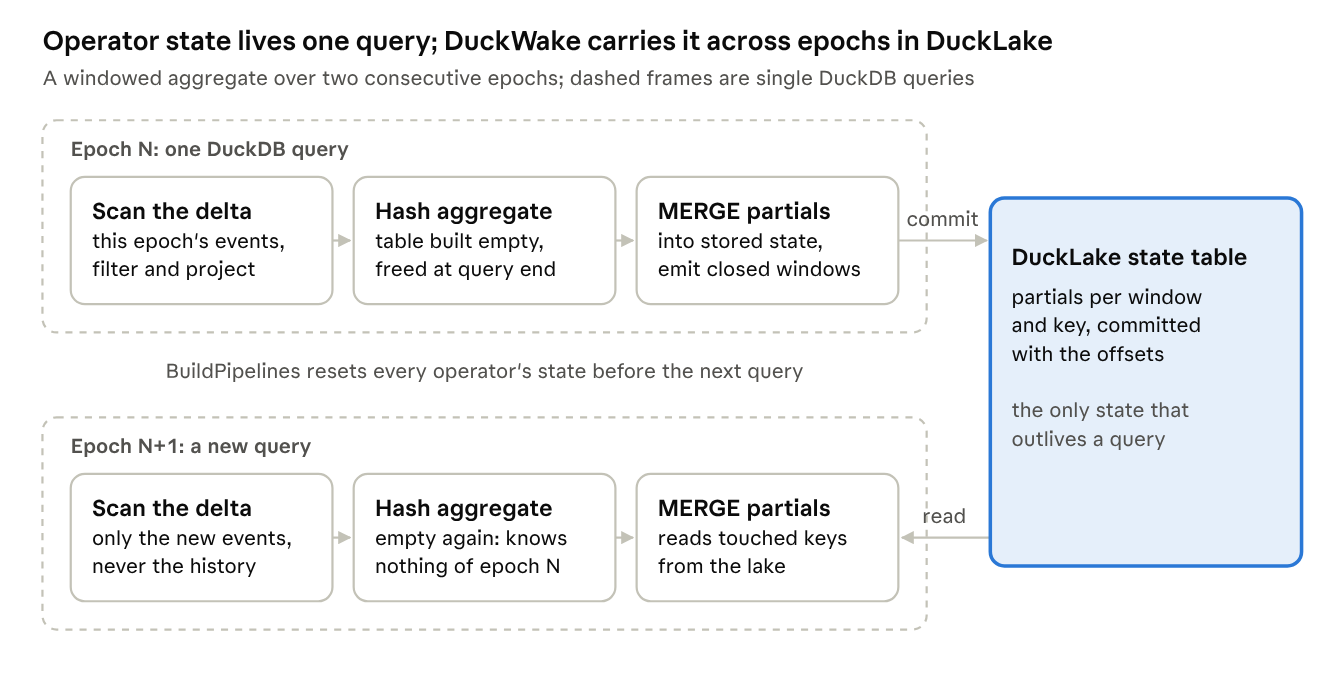 Operator state lives one query; DuckWake carries it across epochs in DuckLake
A windowed aggregate over two consecutive epochs; dashed frames are single DuckDB queries
Epoch N: one DuckDB query
Scan the delta
this epoch's events,
filter and project
Hash aggregate
table built empty,
freed at query end
MERGE partials
into stored state,
emit closed windows
commit
DuckLake state table
partials per window
and key, committed
with the offsets
the only state that
outlives a query
BuildPipelines resets every operator's state before the next query
Epoch N+1: a new query
Scan the delta
only the new events,
never the history
Hash aggregate
empty again: knows
nothing of epoch N
MERGE partials
reads touched keys
from the lake
read